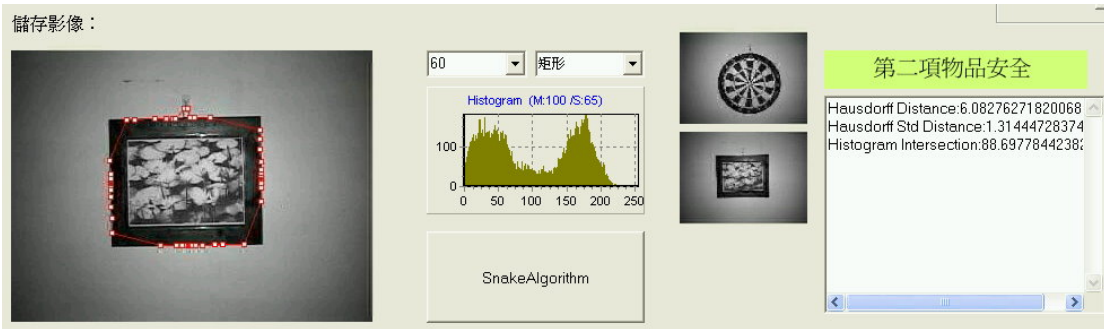 儲存影像：
60
矩形
Histogram (M:100 /S:65)
100
0
0 50 100 150 200 250
SnakeAlgorithm
第二項物品安全
Hausdorff Distance:6.08276271820068
Hausdorff Std Distance:1.31444728374
Histogram Intersection:88.6977844238